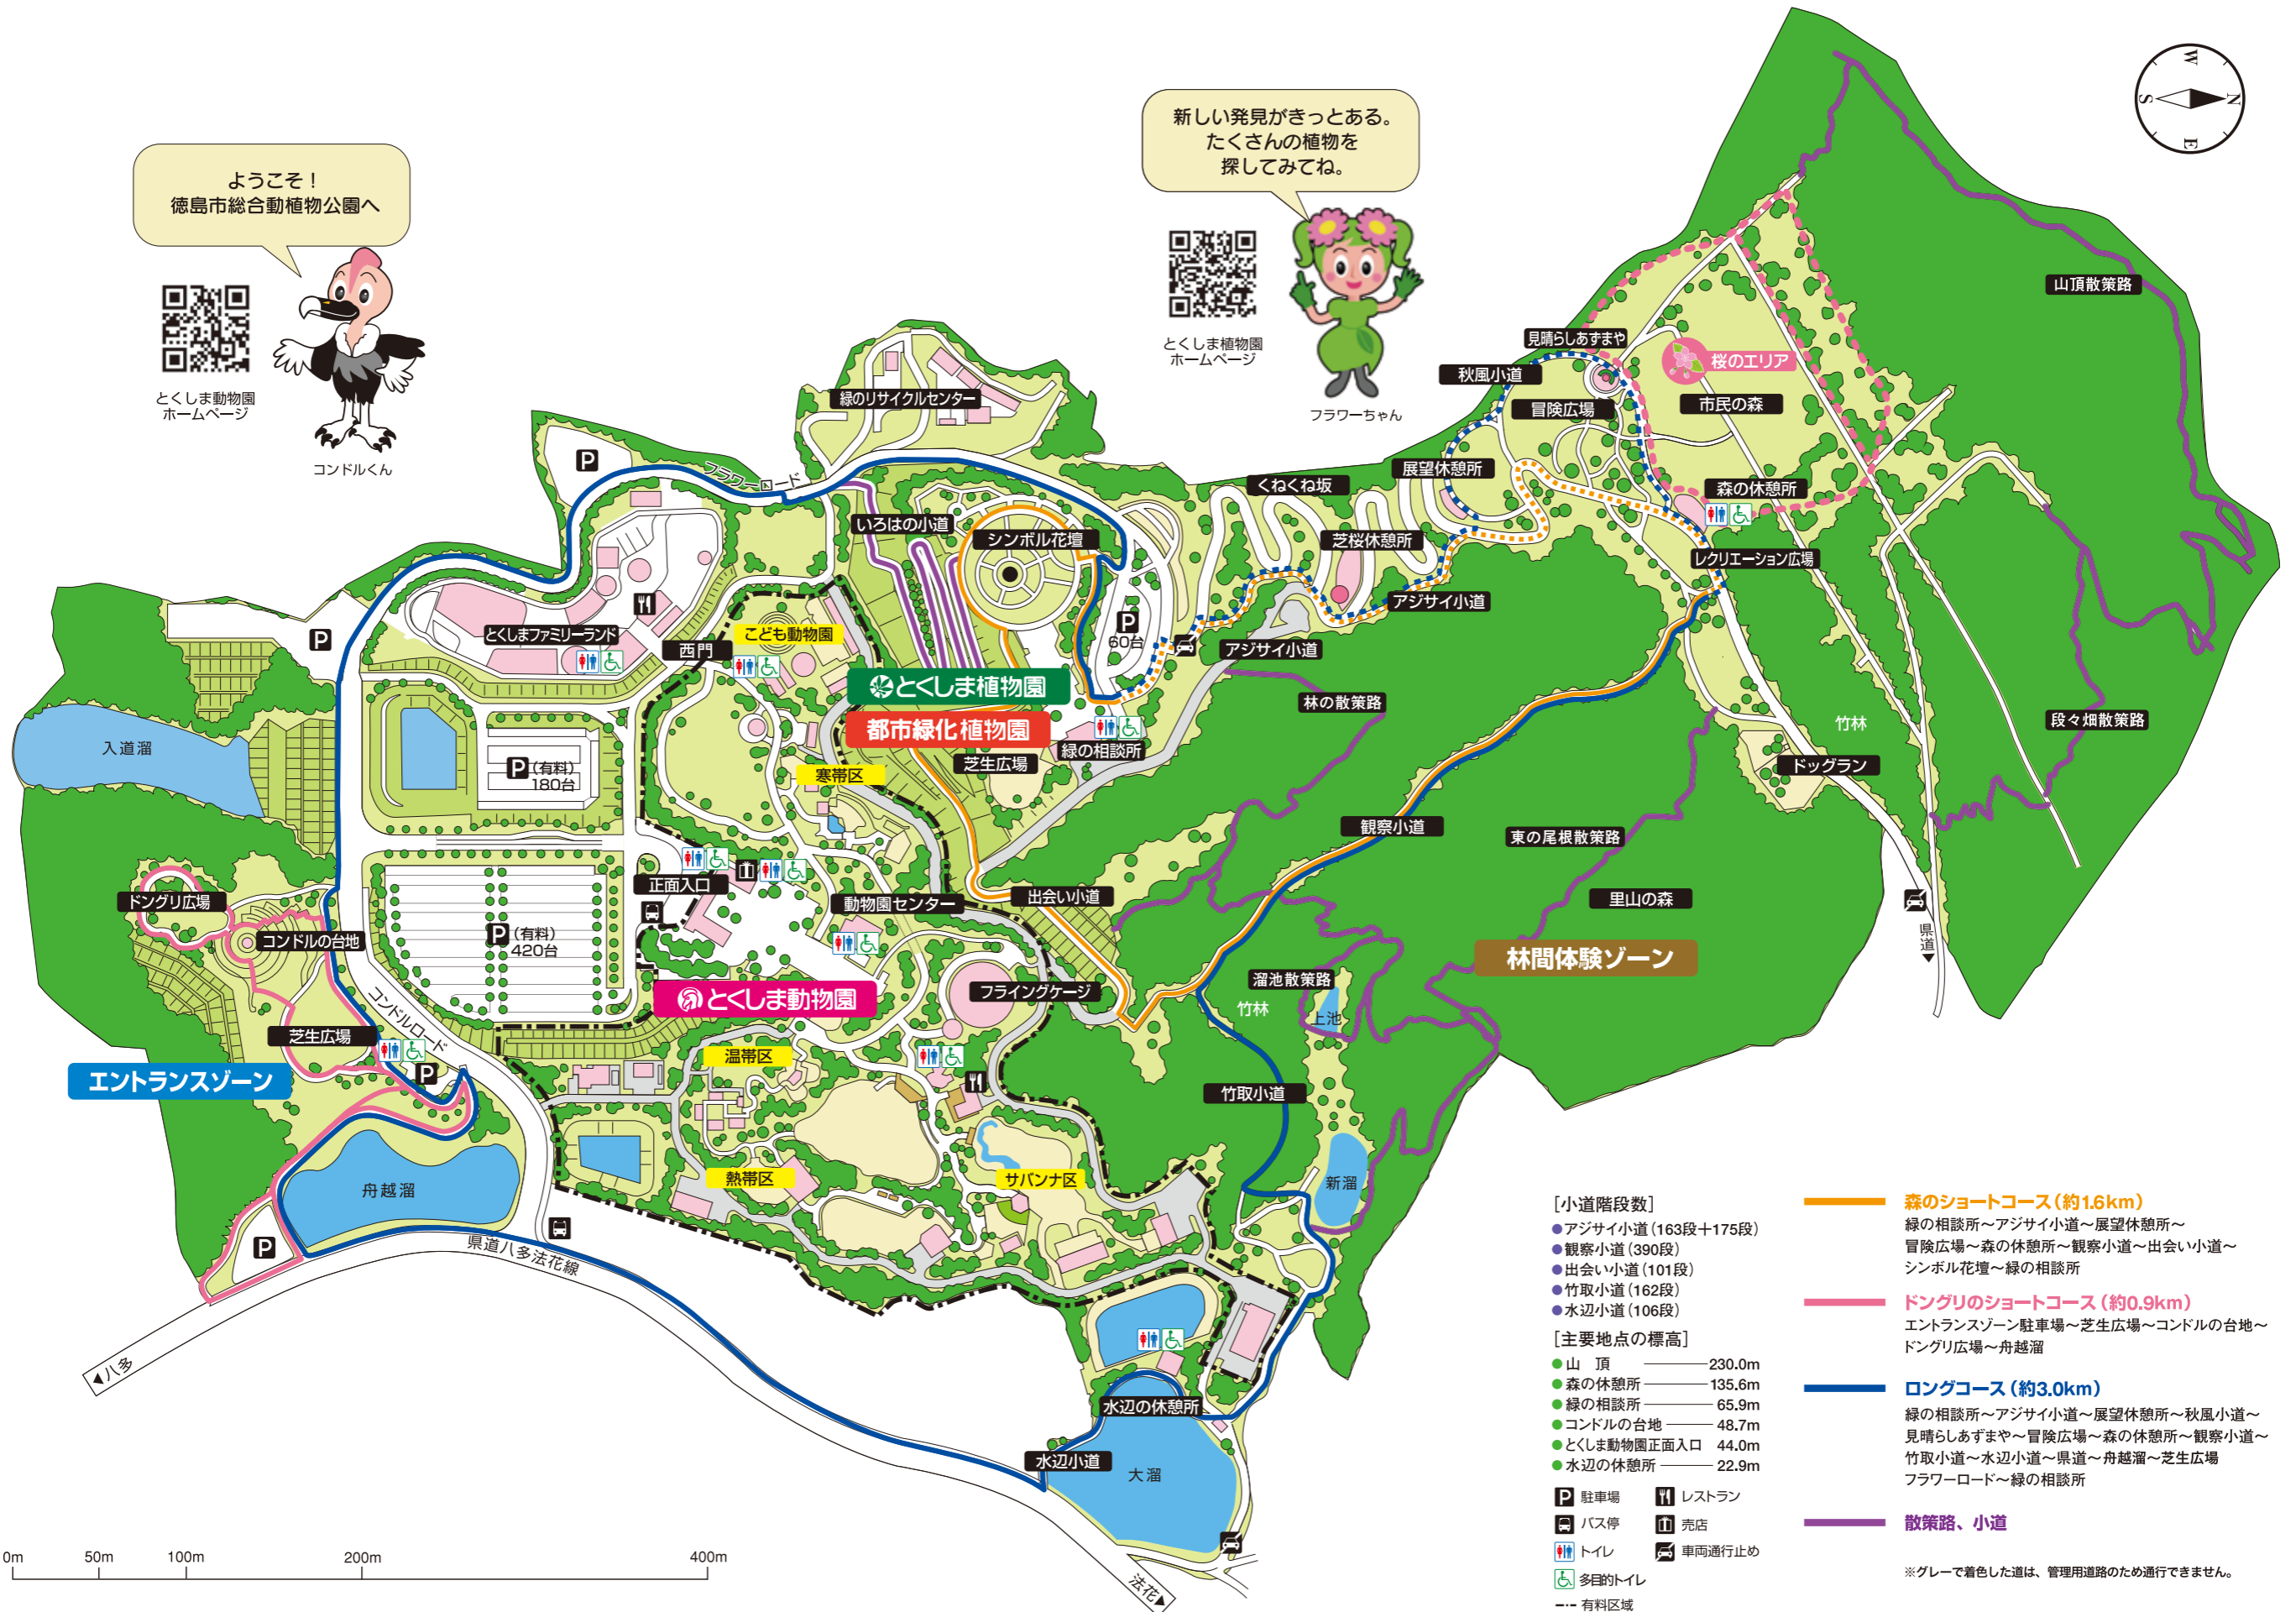 ようこそ！
徳島市総合動植物公園へ
とくしま動物園
ホームページ
コンドルくん
新しい発見がきっとある。
たくさんの植物を
探してみてね。
とくしま植物園
ホームページ
フラワーちゃん
W
S
N
E
山頂散策路
見晴らしあずまや
秋風小道
桜のエリア
冒険広場
市民の森
緑のリサイクルセンター
P
フラワーロード
展望休憩所
くねくね坂
森の休憩所
いろはの小道
シンボル花壇
芝桜休憩所
レクリエーション広場
アジサイ小道
P
60台
とくしまファミリーランド
こども動物園
西門
P
アジサイ小道
とくしま植物園
林の散策路
都市緑化植物園
緑の相談所
竹林
段々畑散策路
入道溜
芝生広場
ドッグラン
P(有料)
180台
寒帯区
観察小道
東の尾根散策路
正面入口
ドングリ広場
動物園センター
出会い小道
里山の森
コンドルの台地
P(有料)
420台
県道▼
林間体験ゾーン
溜池散策路
フライングケージ
とくしま動物園
竹林
上池
コンドルロード
芝生広場
温帯区
P
エントランスゾーン
竹取小道
熱帯区
サバンナ区
新溜
舟越溜
P
県道八多法花線
▲八多
水辺の休憩所
水辺小道
大溜
法花▶
0m
50m
100m
200m
400m
［小道階段数］
●アジサイ小道（163段＋175段）
●観察小道（390段）
●出会い小道（101段）
●竹取小道（162段）
●水辺小道（106段）
［主要地点の標高］
●山　頂 230.0m
●森の休憩所 135.6m
●緑の相談所 65.9m
●コンドルの台地 48.7m
●とくしま動物園正面入口 44.0m
●水辺の休憩所 22.9m
P 駐車場
レストラン
バス停
売店
トイレ
車両通行止め
多目的トイレ
有料区域
森のショートコース（約1.6km）
緑の相談所～アジサイ小道～展望休憩所～
冒険広場～森の休憩所～観察小道～出会い小道～
シンボル花壇～緑の相談所
ドングリのショートコース（約0.9km）
エントランスゾーン駐車場～芝生広場～コンドルの台地～
ドングリ広場～舟越溜
ロングコース（約3.0km）
緑の相談所～アジサイ小道～展望休憩所～秋風小道～
見晴らしあずまや～冒険広場～森の休憩所～観察小道～
竹取小道～水辺小道～県道～舟越溜～芝生広場
フラワーロード～緑の相談所
散策路、小道
※グレーで着色した道は、管理用道路のため通行できません。